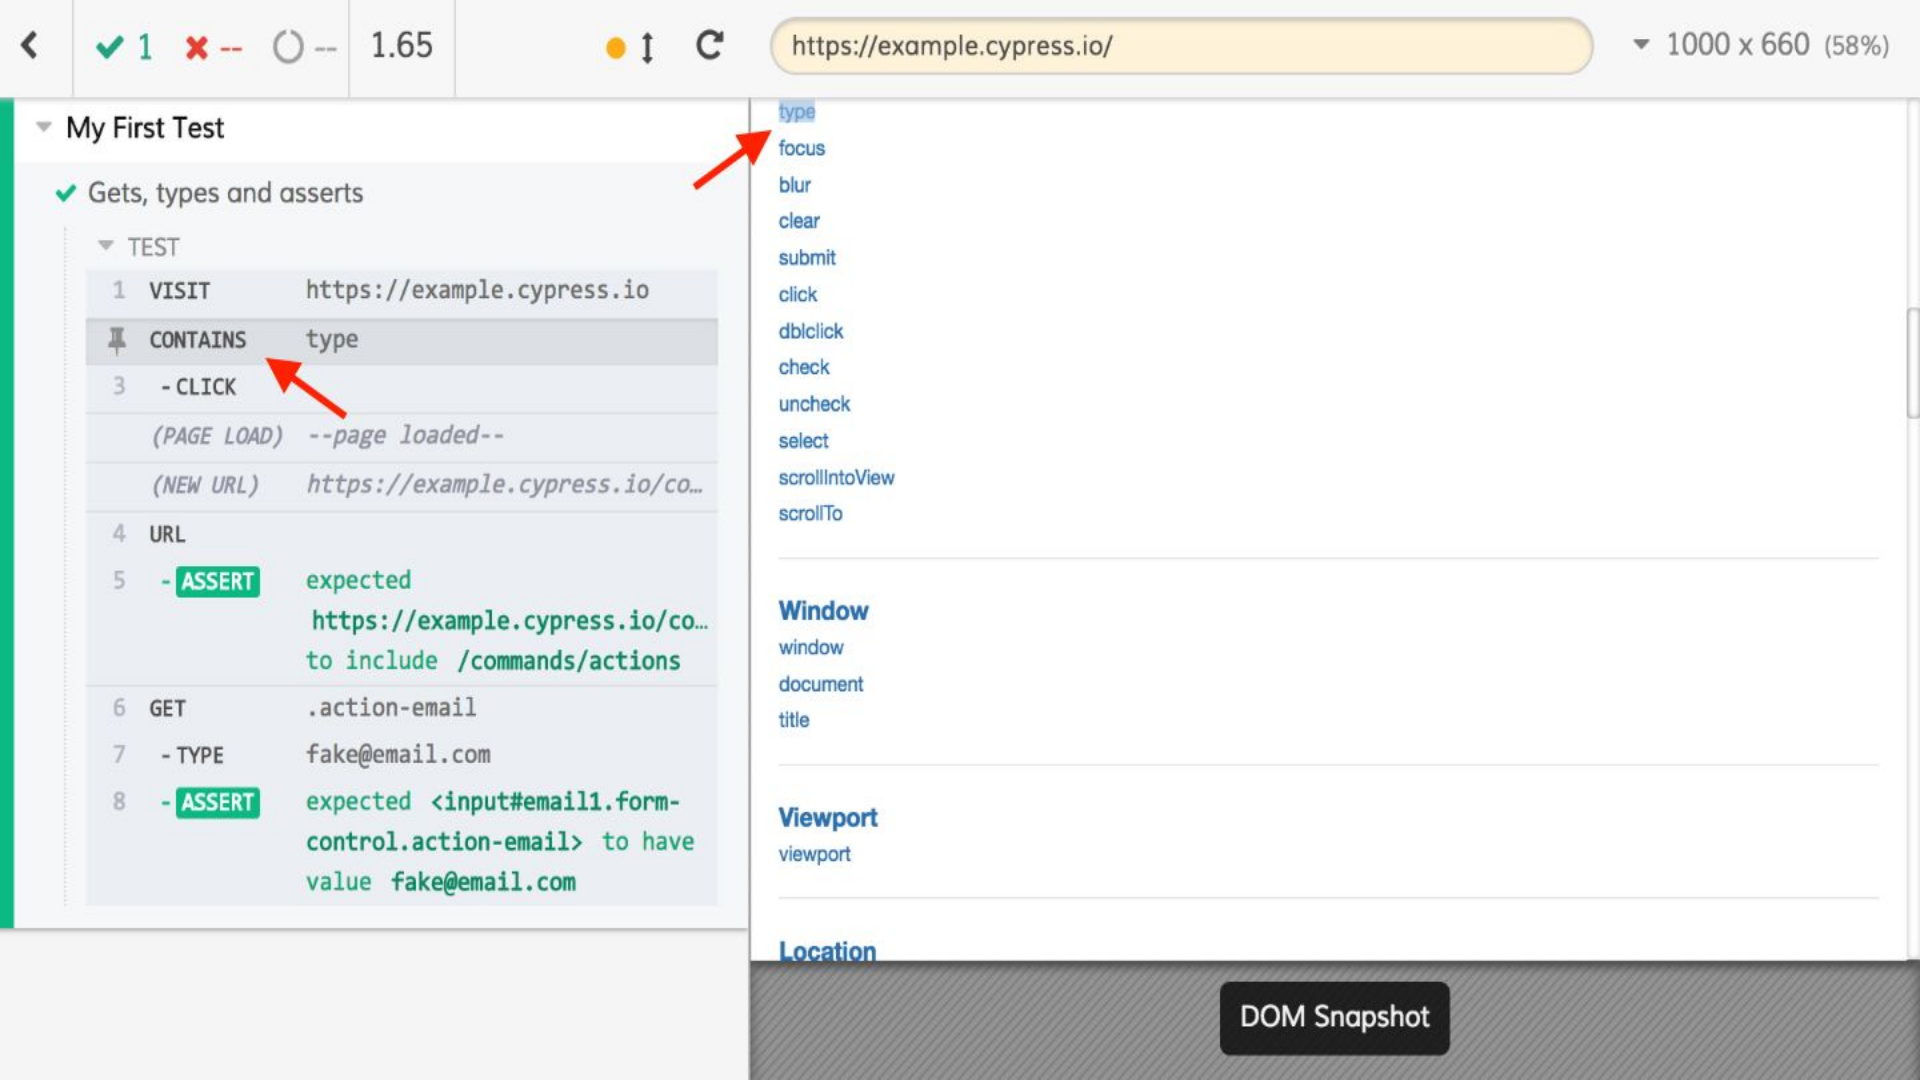 1 -- -- 1.65 https://example.cypress.io/ 1000 x 660 (58%)
My First Test
Gets, types and asserts
TEST
1 VISIT https://example.cypress.io
CONTAINS type
3 - CLICK
(PAGE LOAD) --page loaded--
(NEW URL) https://example.cypress.io/co…
4 URL
5 - ASSERT expected
https://example.cypress.io/co…
to include /commands/actions
6 GET .action-email
7 - TYPE fake@email.com
8 - ASSERT expected <input#email1.form-
control.action-email> to have
value fake@email.com
type
focus
blur
clear
submit
click
dblclick
check
uncheck
select
scrollIntoView
scrollTo
Window
window
document
title
Viewport
viewport
Location
DOM Snapshot